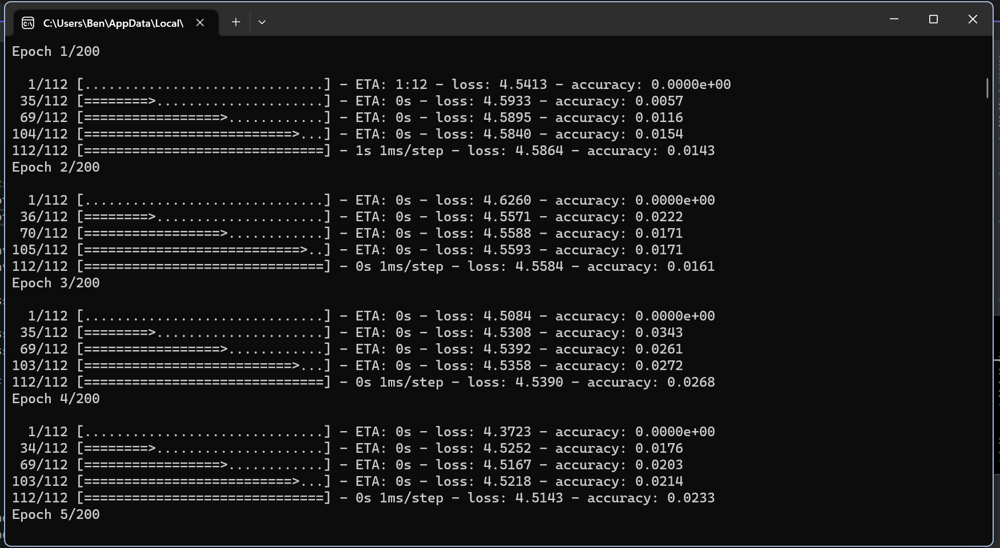 C:\Users\Ben\AppData\Local\
Epoch 1/200
1/112 [..............................] - ETA: 1:12 - loss: 4.5413 - accuracy: 0.0000e+00
35/112 [========>.....................] - ETA: 0s - loss: 4.5933 - accuracy: 0.0057
69/112 [=================>............] - ETA: 0s - loss: 4.5895 - accuracy: 0.0116
104/112 [==========================>...] - ETA: 0s - loss: 4.5840 - accuracy: 0.0154
112/112 [==============================] - 1s 1ms/step - loss: 4.5864 - accuracy: 0.0143
Epoch 2/200
1/112 [..............................] - ETA: 0s - loss: 4.6260 - accuracy: 0.0000e+00
36/112 [========>.....................] - ETA: 0s - loss: 4.5571 - accuracy: 0.0222
70/112 [=================>............] - ETA: 0s - loss: 4.5588 - accuracy: 0.0171
105/112 [===========================>..] - ETA: 0s - loss: 4.5593 - accuracy: 0.0171
112/112 [==============================] - 0s 1ms/step - loss: 4.5584 - accuracy: 0.0161
Epoch 3/200
1/112 [..............................] - ETA: 0s - loss: 4.5084 - accuracy: 0.0000e+00
35/112 [========>.....................] - ETA: 0s - loss: 4.5308 - accuracy: 0.0343
69/112 [=================>............] - ETA: 0s - loss: 4.5392 - accuracy: 0.0261
103/112 [==========================>...] - ETA: 0s - loss: 4.5358 - accuracy: 0.0272
112/112 [==============================] - 0s 1ms/step - loss: 4.5390 - accuracy: 0.0268
Epoch 4/200
1/112 [..............................] - ETA: 0s - loss: 4.3723 - accuracy: 0.0000e+00
34/112 [========>.....................] - ETA: 0s - loss: 4.5252 - accuracy: 0.0176
69/112 [=================>............] - ETA: 0s - loss: 4.5167 - accuracy: 0.0203
103/112 [==========================>...] - ETA: 0s - loss: 4.5218 - accuracy: 0.0214
112/112 [==============================] - 0s 1ms/step - loss: 4.5143 - accuracy: 0.0233
Epoch 5/200